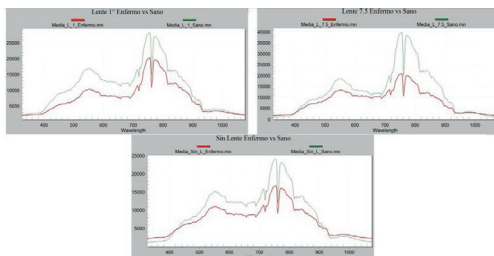 Lente 1° Enfermo vs Sano
Media_L_1_Enfermo.mn Media_L_1_Sano.mn
25000
20000
15000
10000
5000
400 500 600 700 800 900 1000
Wavelength
Lente 7.5 Enfermo vs Sano
Media_L_7.5_Enfermo.mn Media_L_7.5_Sano.mn
40000
35000
30000
25000
20000
15000
10000
5000
400 500 600 700 800 900 1000
Wavelength
Sin Lente Enfermo vs Sano
Media_Sin_L_Enfermo.mn Media_Sin_L_Sano.mn
25000
20000
15000
10000
5000
400 500 600 700 800 900 1000
Wavelength